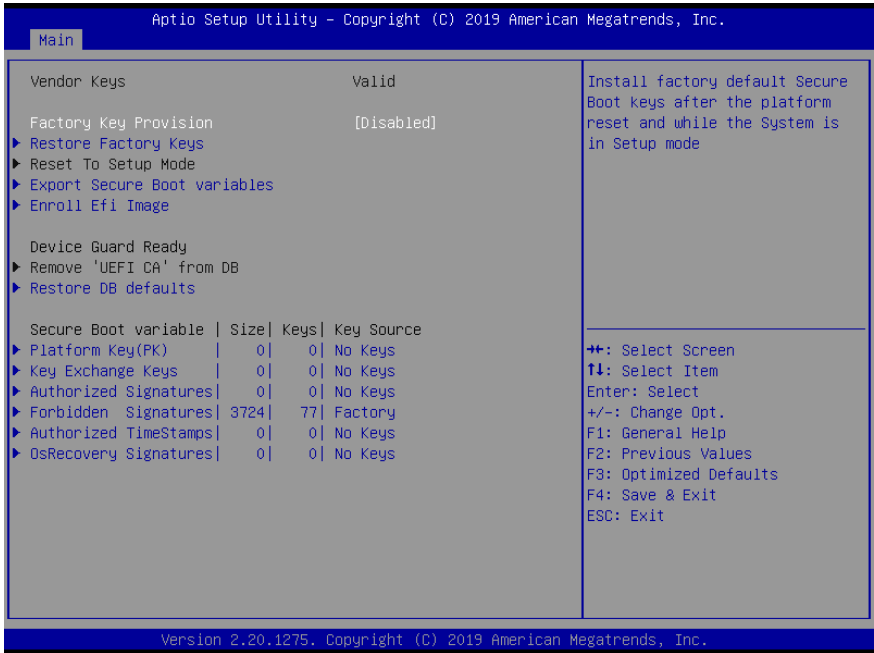 Aptio Setup Utility – Copyright (C) 2019 American Megatrends, Inc.
Main
Vendor Keys Valid
Factory Key Provision [Disabled]
Restore Factory Keys
Reset To Setup Mode
Export Secure Boot variables
Enroll Efi Image
Device Guard Ready
Remove 'UEFI CA' from DB
Restore DB defaults
Secure Boot variable | Size| Keys| Key Source
Platform Key(PK) | 0| 0| No Keys
Key Exchange Keys | 0| 0| No Keys
Authorized Signatures| 0| 0| No Keys
Forbidden Signatures| 3724| 77| Factory
Authorized TimeStamps| 0| 0| No Keys
OsRecovery Signatures| 0| 0| No Keys
Install factory default Secure
Boot keys after the platform
reset and while the System is
in Setup mode
→←: Select Screen
↑↓: Select Item
Enter: Select
+/-: Change Opt.
F1: General Help
F2: Previous Values
F3: Optimized Defaults
F4: Save & Exit
ESC: Exit
Version 2.20.1275. Copyright (C) 2019 American Megatrends, Inc.